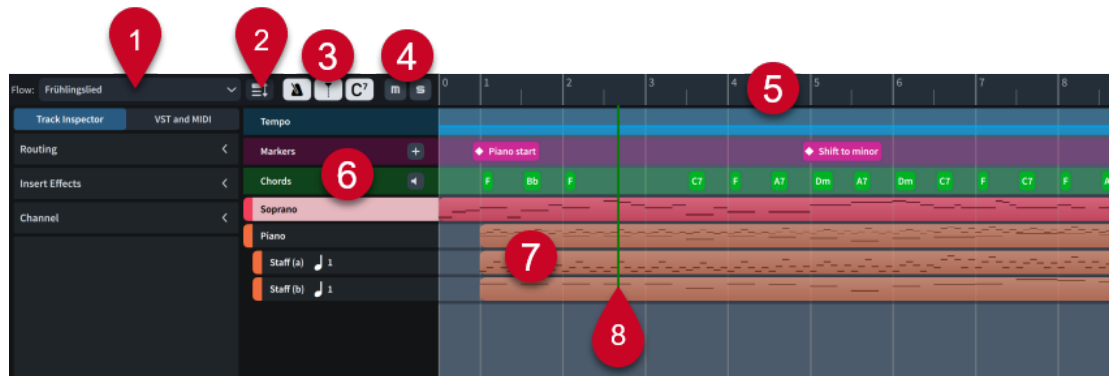 1
2
3
4
Flow: Frühlingslied
C7
m s
0 1 2 3 5 5 6 7 8
Track Inspector VST and MIDI
Tempo
Routing
Markers +
Piano start Shift to minor
Insert Effects
Chords
6
F Bb F C7 F A7 Dm A7 Dm C7 F C7 F A
Channel
Soprano
Piano
7
Staff (a) 1
Staff (b) 1
8